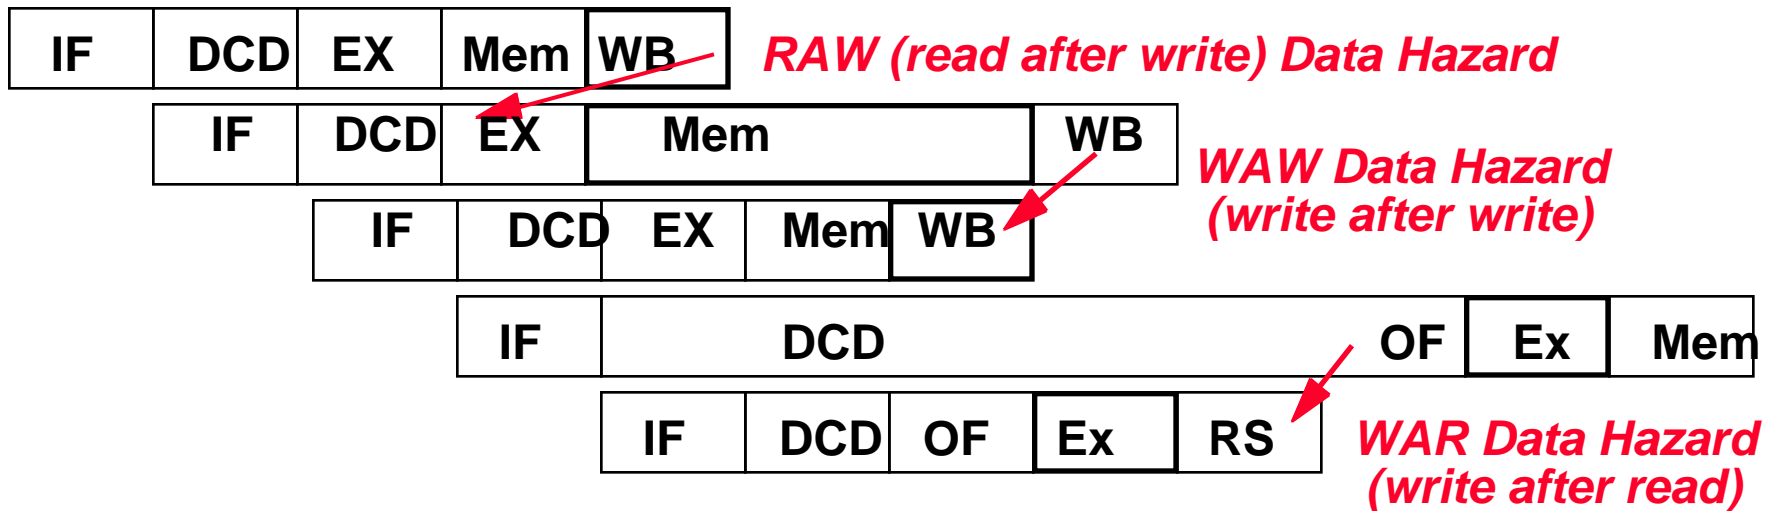 IF DCD EX Mem WB RAW (read after write) Data Hazard
IF DCD EX Mem WB
WAW Data Hazard
(write after write)
IF DCD EX Mem WB
IF DCD OF Ex Mem
IF DCD OF Ex RS
WAR Data Hazard
(write after read)